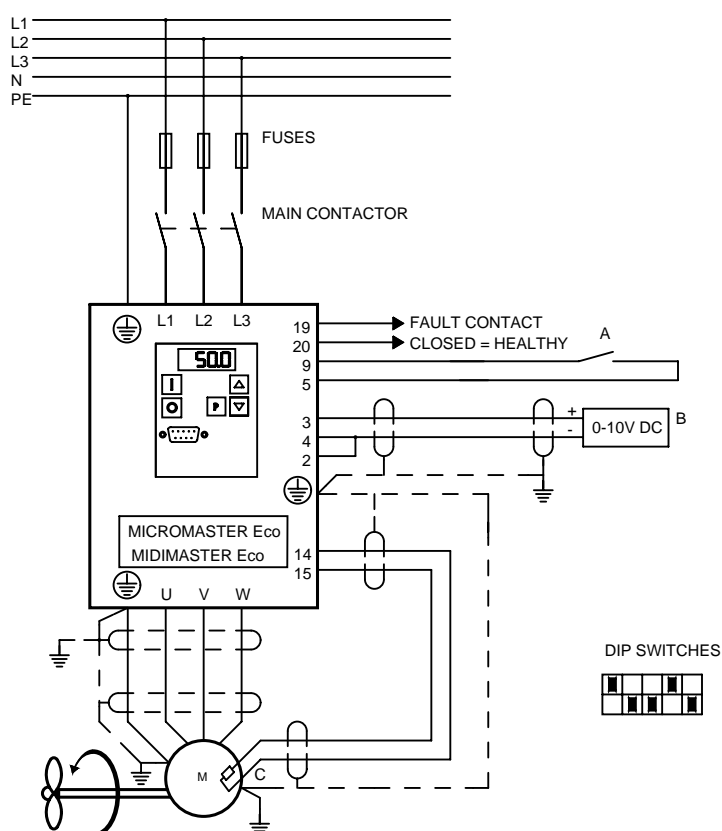 L1
L2
L3
N
PE
FUSES
MAIN CONTACTOR
L1 L2 L3
19
FAULT CONTACT
20
CLOSED = HEALTHY
A
9
5
50.0
I
O
P
3
+
4
-
0-10V DC
B
2
MICROMASTER Eco
MIDIMASTER Eco
14
15
U V W
DIP SWITCHES
M
C